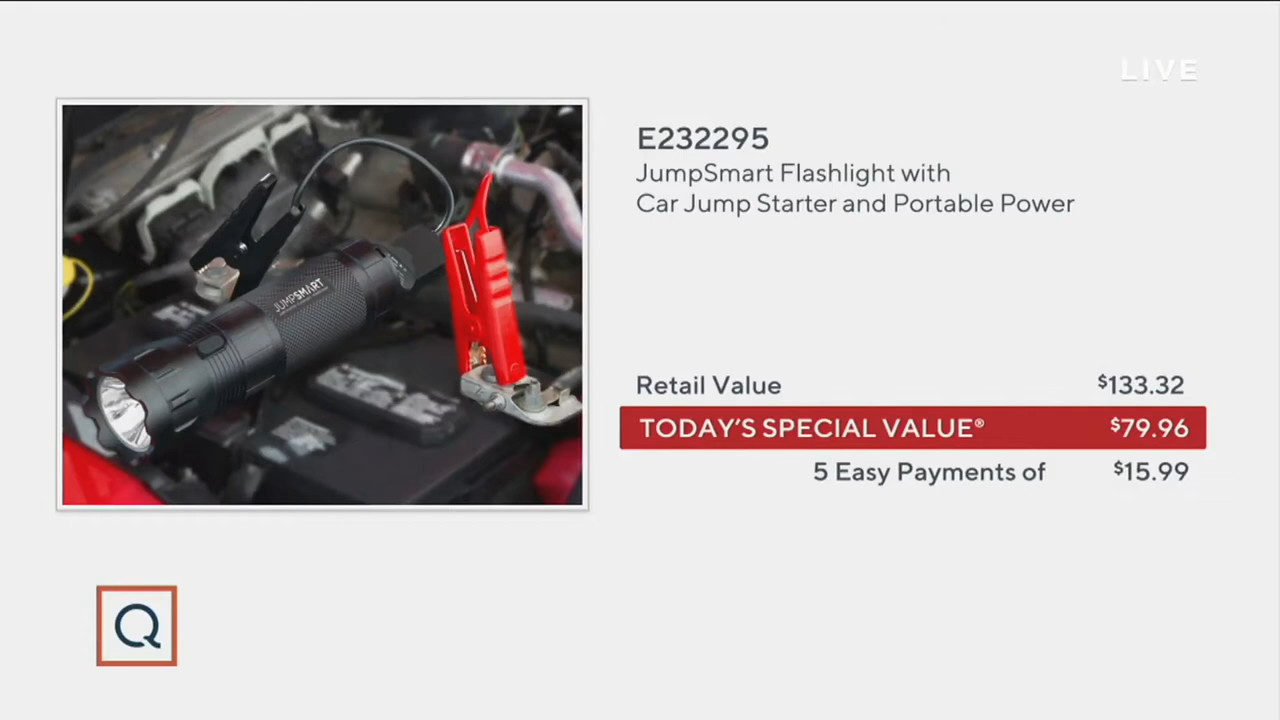 LIVE
E232295
JumpSmart Flashlight with
Car Jump Starter and Portable Power
JUMPSMART
Retail Value $133.32
TODAY'S SPECIAL VALUE® $79.96
5 Easy Payments of $15.99
Q